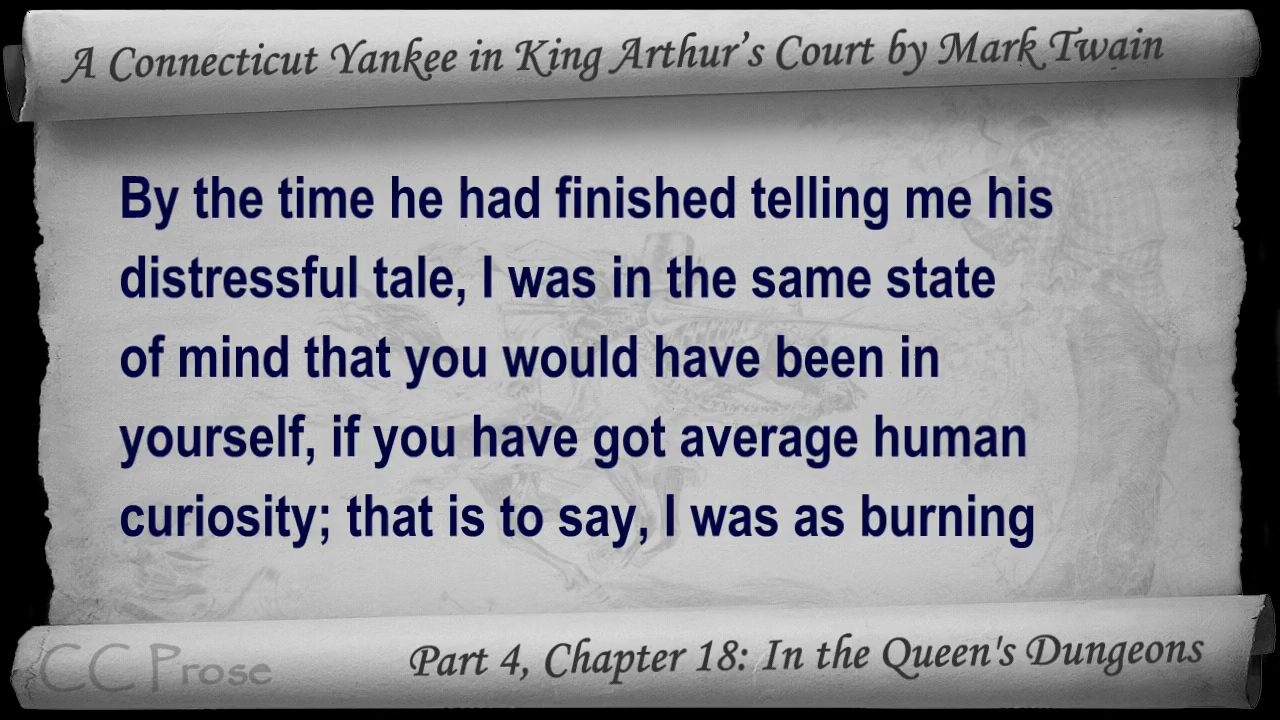 A Connecticut Yankee in King Arthur's Court by Mark Twain
By the time he had finished telling me his
distressful tale, I was in the same state
of mind that you would have been in
yourself, if you have got average human
curiosity; that is to say, I was as burning
CC Prose
Part 4, Chapter 18: In the Queen's Dungeons